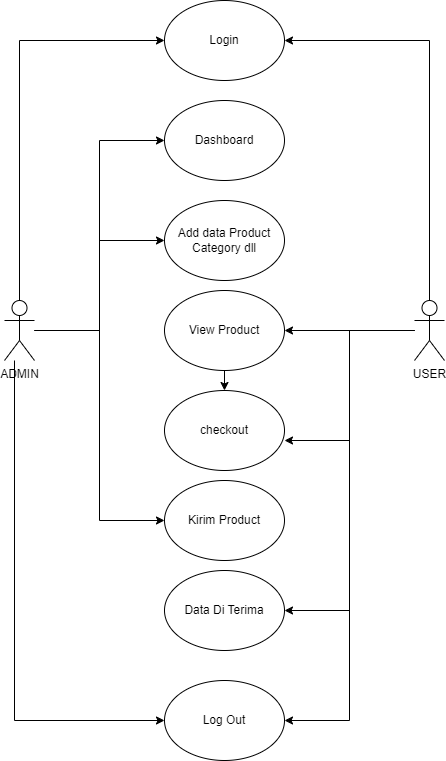 Login
Dashboard
Add data Product
Category dll
View Product
ADMIN
USER
checkout
Kirim Product
Data Di Terima
Log Out